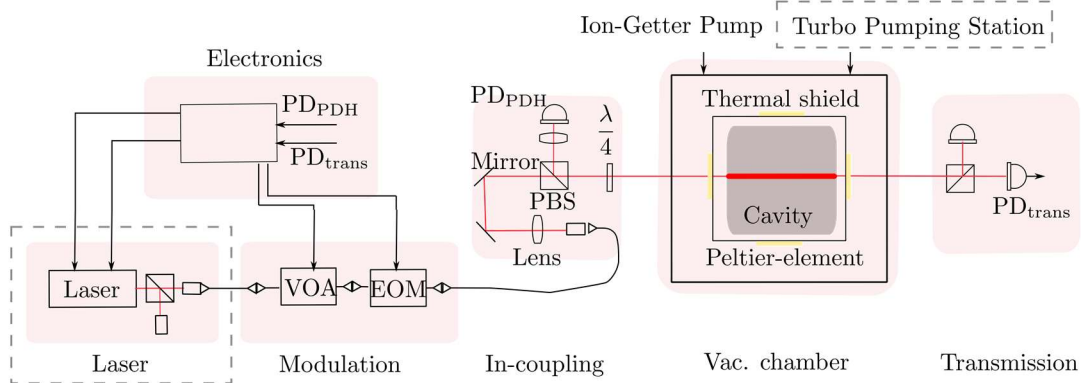 Ion-Getter Pump
Turbo Pumping Station
Electronics
PD_PDH
PD_trans
PD_PDH
λ/4
Mirror
PBS
Lens
Thermal shield
Cavity
Peltier-element
PD_trans
Laser
VOA
EOM
Laser
Modulation
In-coupling
Vac. chamber
Transmission